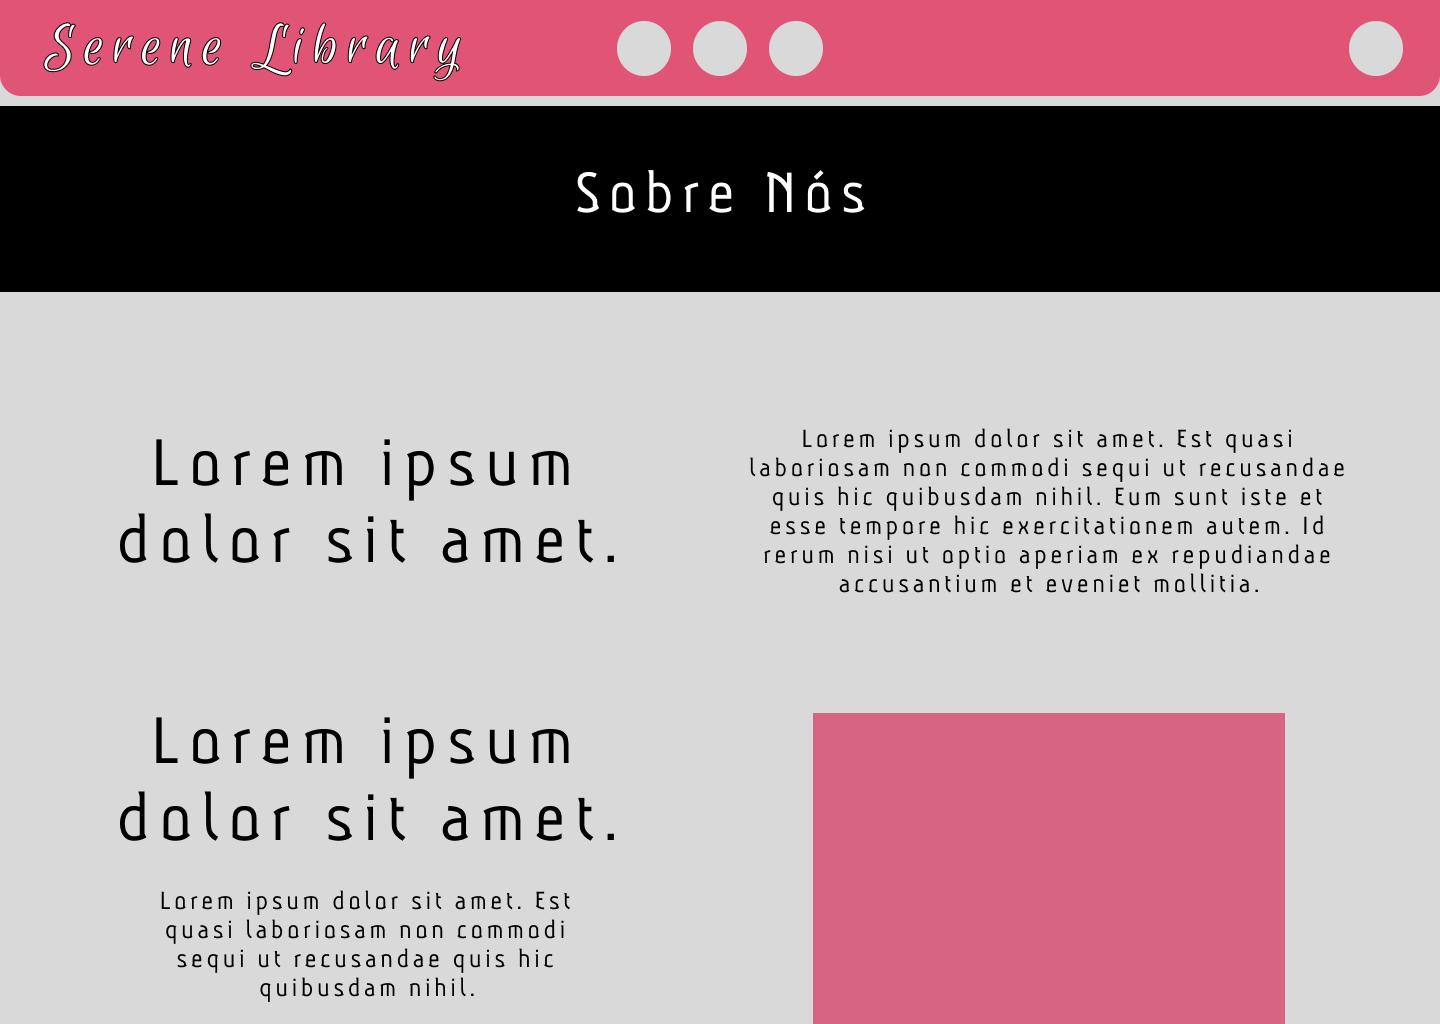 Serene Library
Sobre Nós
Lorem ipsum
dolor sit amet.
Lorem ipsum dolor sit amet. Est quasi
laboriosam non commodi sequi ut recusandae
quis hic quibusdam nihil. Eum sunt iste et
esse tempore hic exercitationem autem. Id
rerum nisi ut optio aperiam ex repudiandae
accusantium et eveniet mollitia.
Lorem ipsum
dolor sit amet.
Lorem ipsum dolor sit amet. Est
quasi laboriosam non commodi
sequi ut recusandae quis hic
quibusdam nihil.